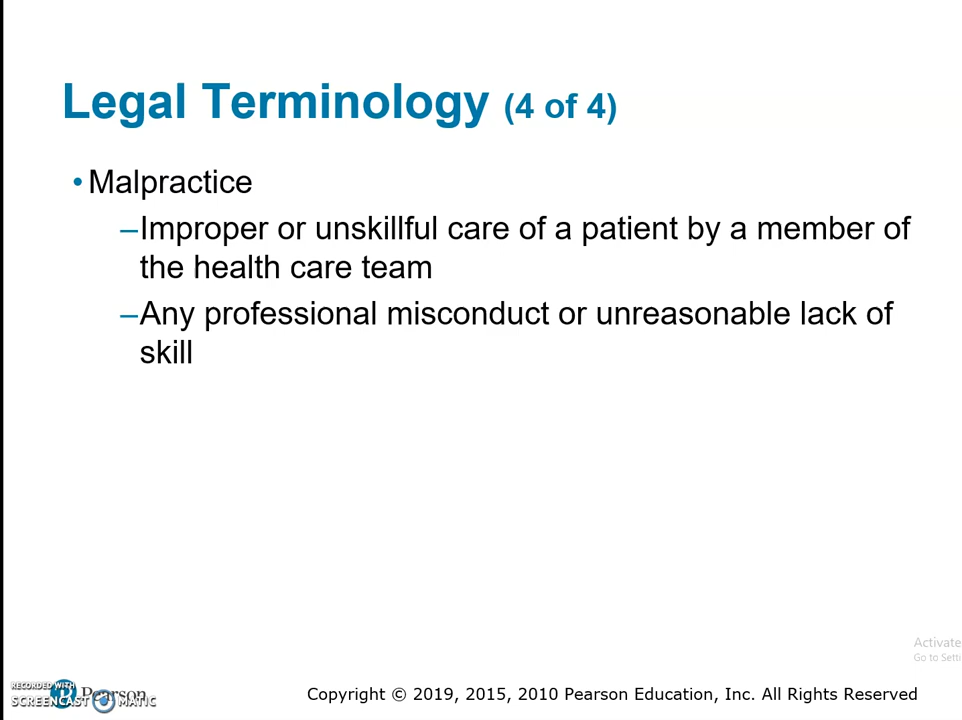 Legal Terminology (4 of 4)
• Malpractice
–Improper or unskillful care of a patient by a member of
the health care team
–Any professional misconduct or unreasonable lack of
skill
Activate
Go to Setti
RECORDED WITH
Pearson
SCREENCAST MATIC
Copyright © 2019, 2015, 2010 Pearson Education, Inc. All Rights Reserved